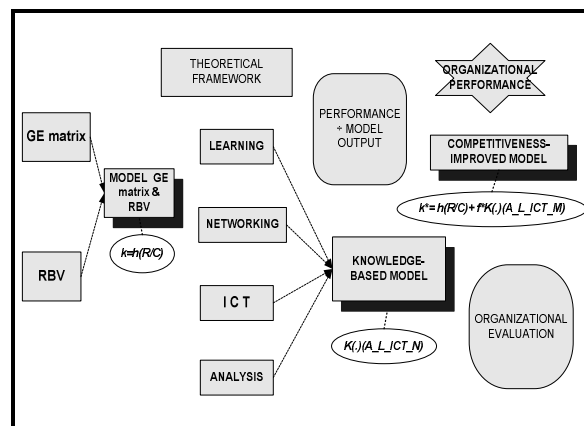 THEORETICAL
FRAMEWORK
ORGANIZATIONAL
PERFORMANCE
PERFORMANCE
÷ MODEL
OUTPUT
GE matrix
LEARNING
COMPETITIVENESS-
IMPROVED MODEL
MODEL GE
matrix &
RBV
k*=h(R/C)+f*K(.)(A_L_ICT_M)
NETWORKING
k=h(R/C)
KNOWLEDGE-
BASED MODEL
RBV
I C T
ORGANIZATIONAL
EVALUATION
K(.)(A_L_ICT_N)
ANALYSIS